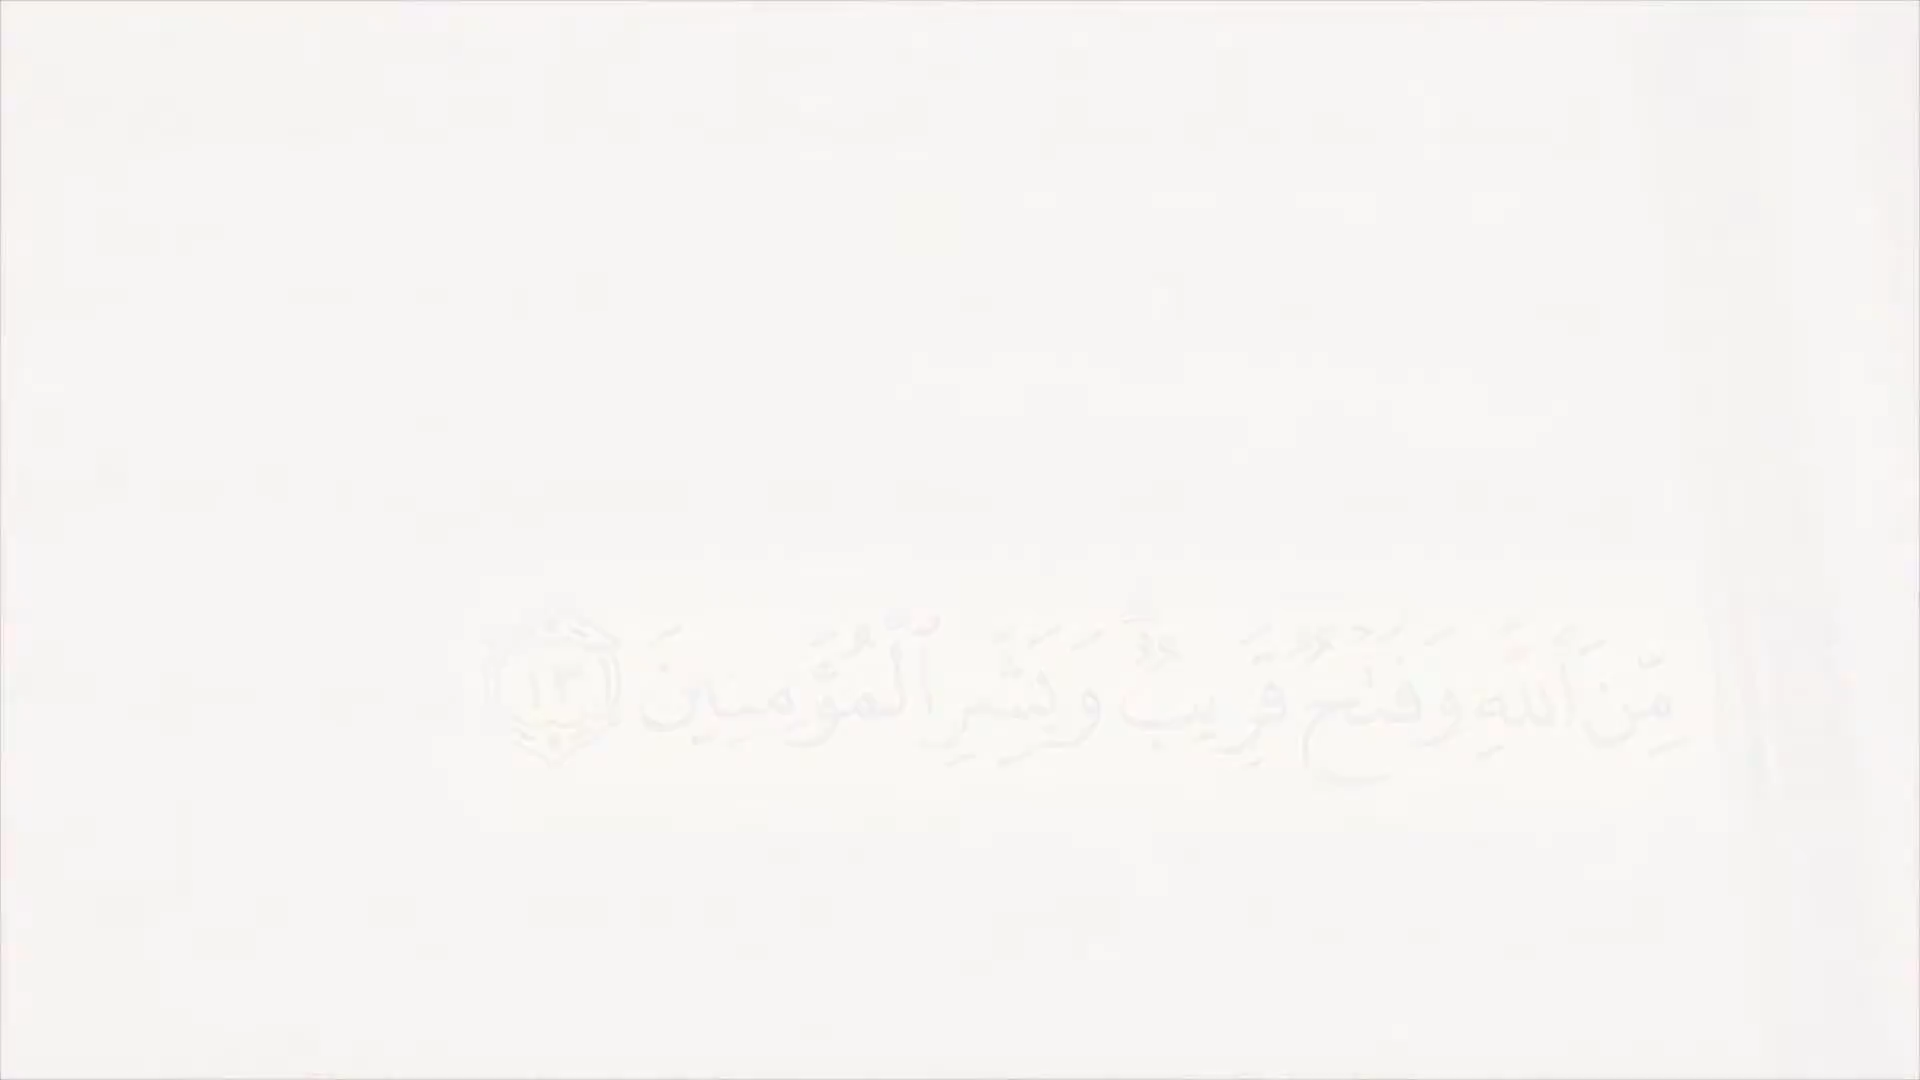 مِّنَ ٱللَّهِ وَفَتْحٌ قَرِيبٌ ۗ وَبَشِّرِ ٱلْمُؤْمِنِينَ ١٣